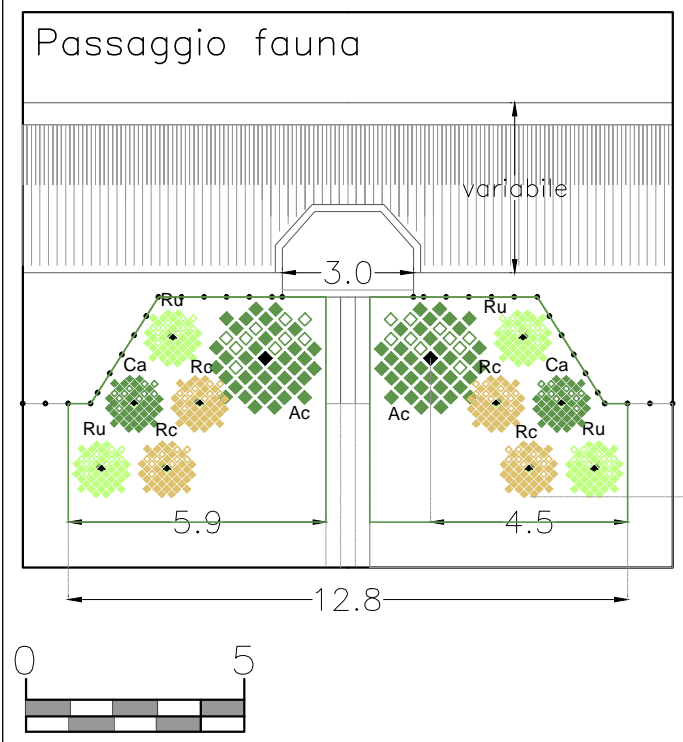 Passaggio fauna
variabile
3.0
Ru
Ru
Ca
Rc
Rc
Ca
Ac
Ac
Ru
Rc
Rc
Ru
5.9
4.5
12.8
0
5